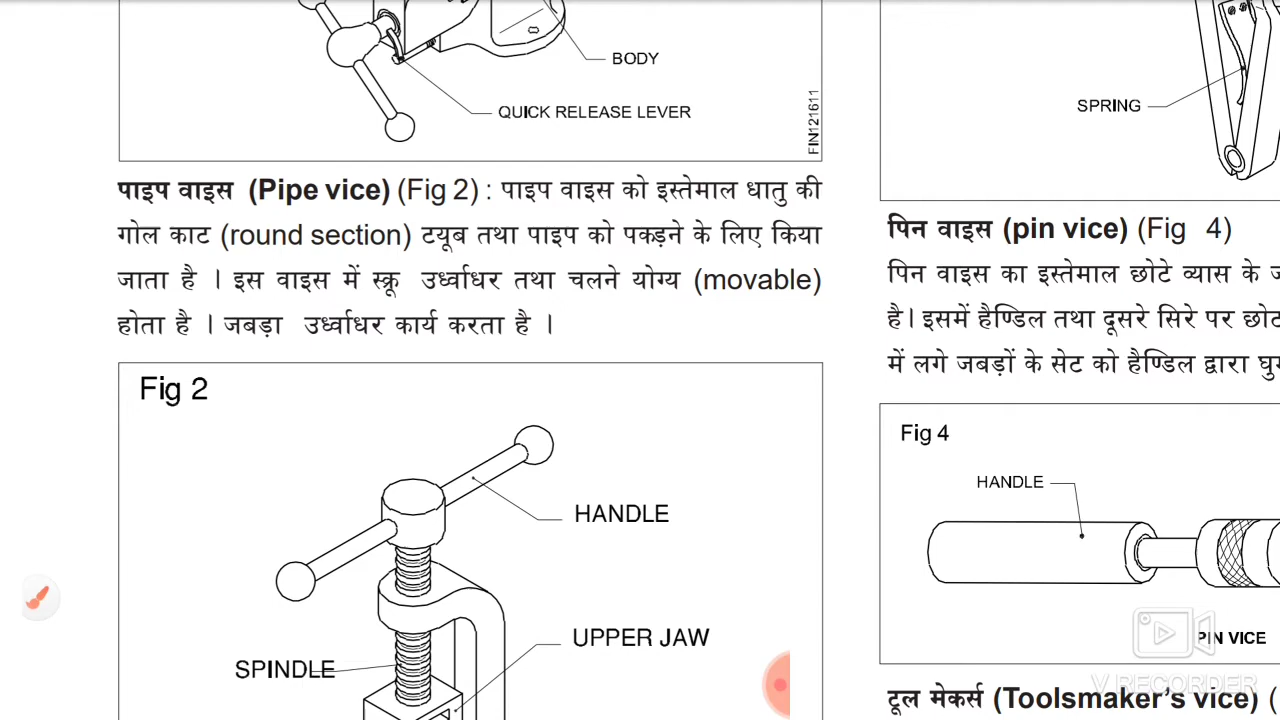 BODY
QUICK RELEASE LEVER
FIN121611
पाइप वाइस (Pipe vice) (Fig 2) : पाइप वाइस को इस्तेमाल धातु की
गोल काट (round section) टयूब तथा पाइप को पकड़ने के लिए किया
जाता है । इस वाइस में स्क्रू उर्ध्वाधर तथा चलने योग्य (movable)
होता है । जबड़ा उर्ध्वाधर कार्य करता है ।
Fig 2
HANDLE
UPPER JAW
SPINDLE
SPRING
पिन वाइस (pin vice) (Fig 4)
पिन वाइस का इस्तेमाल छोटे व्यास के
है। इसमें हैण्डिल तथा दूसरे सिरे पर
में लगे जबड़ों के सेट को हैण्डिल द्वारा
Fig 4
HANDLE
PIN VICE
V RECORDER
टूल मेकर्स (Toolsmaker's vice) (